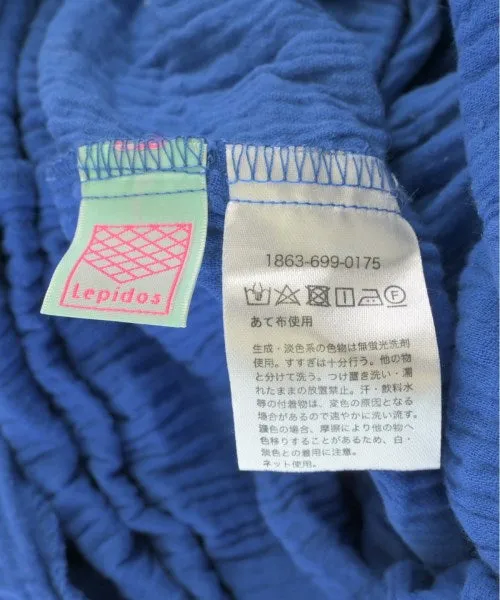 Lepidos
1863-699-0175
F
あて布使用
生成・淡色系の色物は無蛍光洗剤
使用。すすぎは十分行う。他の物
と分けて洗う。つけ置き洗い・濡
れたままの放置禁止。汗・飲料水
等の付着物は、変色の原因となる
場合があるので速やかに洗い流す。
濃色の場合、摩擦により他の物へ
色移りすることがあるため、白・
淡色との着用に注意。
ネット使用。